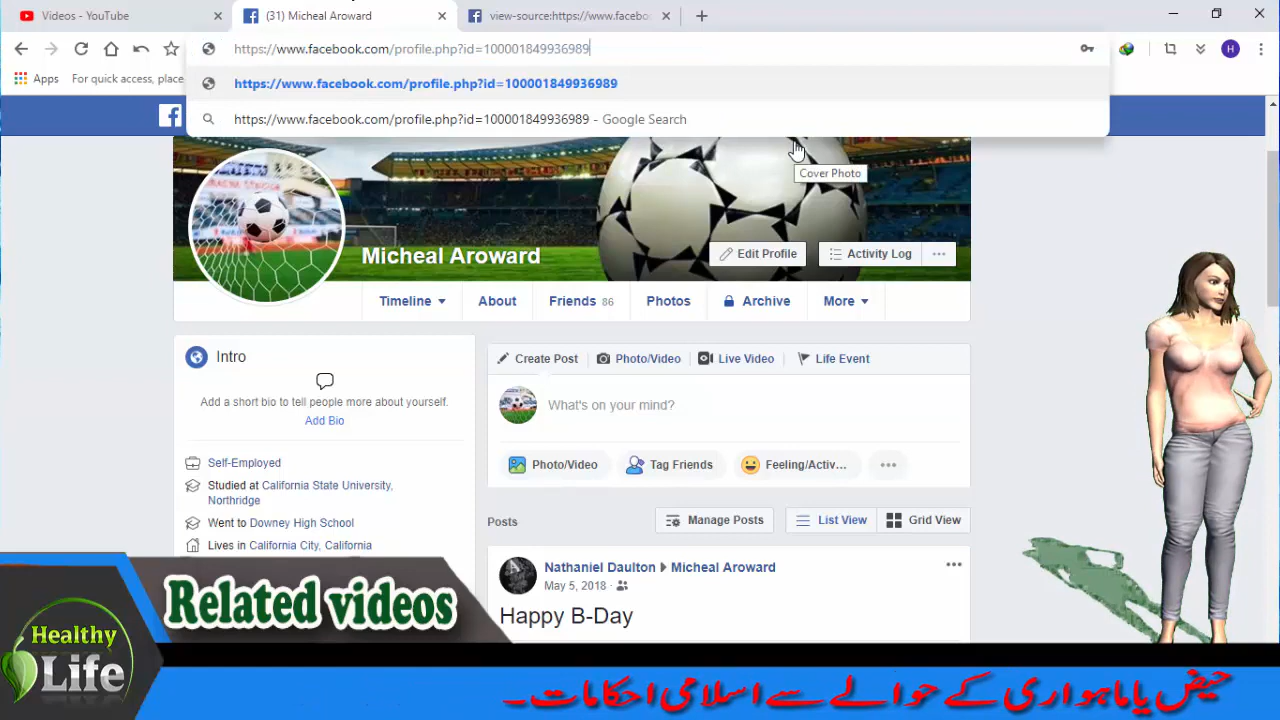 Videos - YouTube
(31) Micheal Aroward
view-source:https://www.facebo
https://www.facebook.com/profile.php?id=100001849936989
Apps
For quick access, plac
https://www.facebook.com/profile.php?id=100001849936989
https://www.facebook.com/profile.php?id=100001849936989 - Google Search
H
Cover Photo
Micheal Aroward
Edit Profile
Activity Log
Timeline
About
Friends 86
Photos
Archive
More
Intro
Add a short bio to tell people more about yourself.
Add Bio
Self-Employed
Studied at California State University,
Northridge
Went to Downey High School
Lives in California City, California
Create Post
Photo/Video
Live Video
Life Event
What's on your mind?
Photo/Video
Tag Friends
Feeling/Activ...
Posts
Manage Posts
List View
Grid View
Nathaniel Daulton Micheal Aroward
May 5, 2018
Happy B-Day
Related videos
Healthy
Life
حیض یا ماہواری کے حوالے سے اسلامی احکامات۔